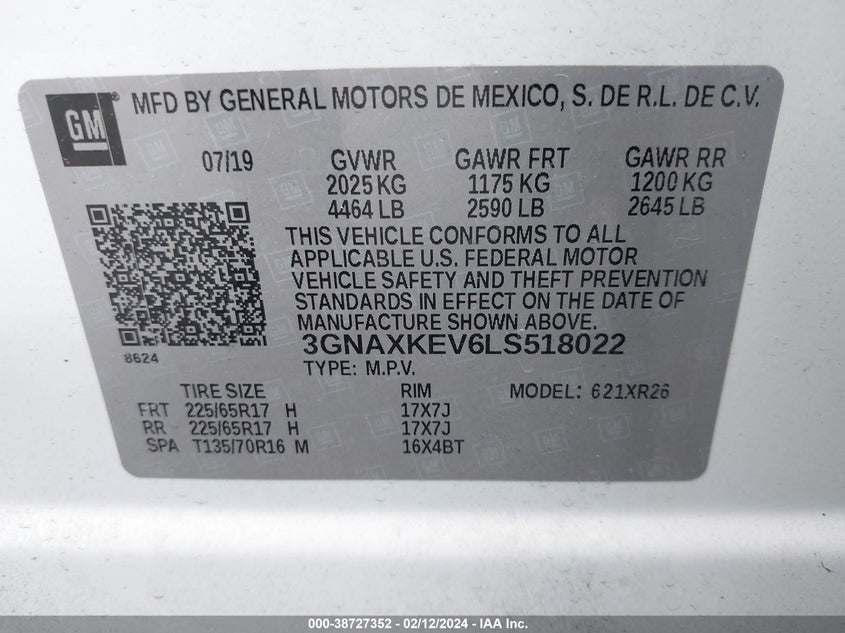 GM
MFD BY GENERAL MOTORS DE MEXICO, S. DE R.L. DE C.V.
07/19 GVWR GAWR FRT GAWR RR
2025 KG 1175 KG 1200 KG
4464 LB 2590 LB 2645 LB
THIS VEHICLE CONFORMS TO ALL
APPLICABLE U.S. FEDERAL MOTOR
VEHICLE SAFETY AND THEFT PREVENTION
STANDARDS IN EFFECT ON THE DATE OF
MANUFACTURE SHOWN ABOVE.
8624
3GNAXKEV6LS518022
TYPE: M.P.V.
TIRE SIZE RIM MODEL: 621XR26
FRT 225/65R17 H 17X7J
RR 225/65R17 H 17X7J
SPA T135/70R16 M 16X4BT
000-38727352 - 02/12/2024 - IAAI.com